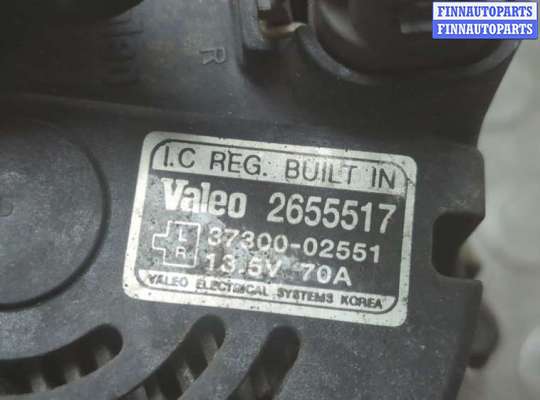 FINNAUTOPARTS
FINNAUTOPARTS
R
I.C REG. BUILT IN
Valeo 2655517
L 37300-02551
R 13.5V 70A
VALEO ELECTRICAL SYSTEMS KOREA